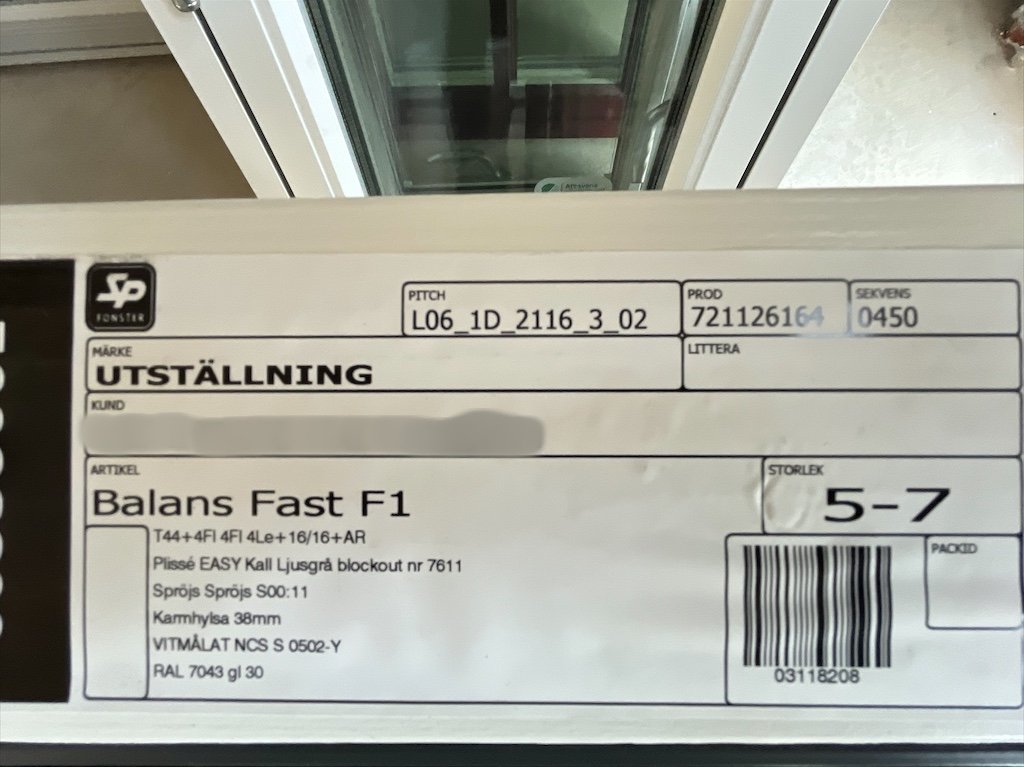 SP
FÖNSTER
PITCH
L06_1D_2116_3_02
PROD
721126164
SEKVENS
0450
MÄRKE
UTSTÄLLNING
LITTERA
KUND
ARTIKEL
Balans Fast F1
STORLEK
5-7
T44+4Fl 4Fl 4Le+16/16+AR
Plissé EASY Kall Ljusgrå blockout nr 7611
Spröjs Spröjs S00:11
Karmhylsa 38mm
VITMÅLAT NCS S 0502-Y
RAL 7043 gl 30
PACKID
03118208